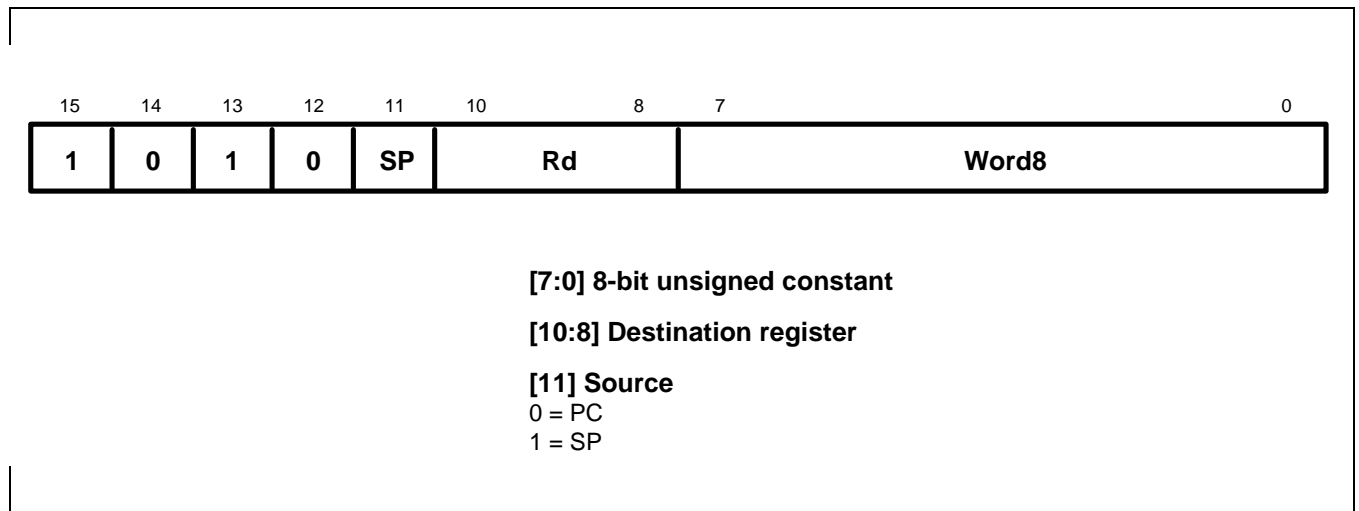 15 14 13 12 11 10 8 7 0
1 0 1 0 SP Rd Word8
[7:0] 8-bit unsigned constant
[10:8] Destination register
[11] Source
0 = PC
1 = SP